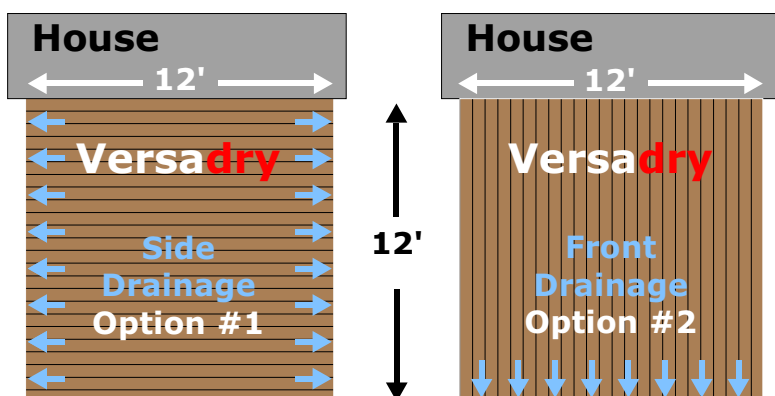 House
12'
Versadry
Side
Drainage
Option #1
12'
House
12'
Versadry
Front
Drainage
Option #2